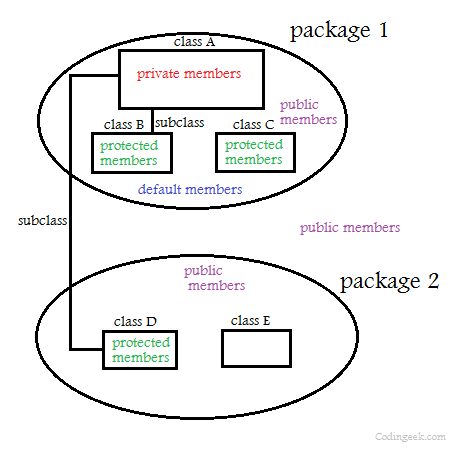 package 1
class A
private members
public
members
class B
subclass
class C
protected
members
protected
members
default members
subclass
public members
public
members
package 2
class D
class E
protected
members
Codingeek.com